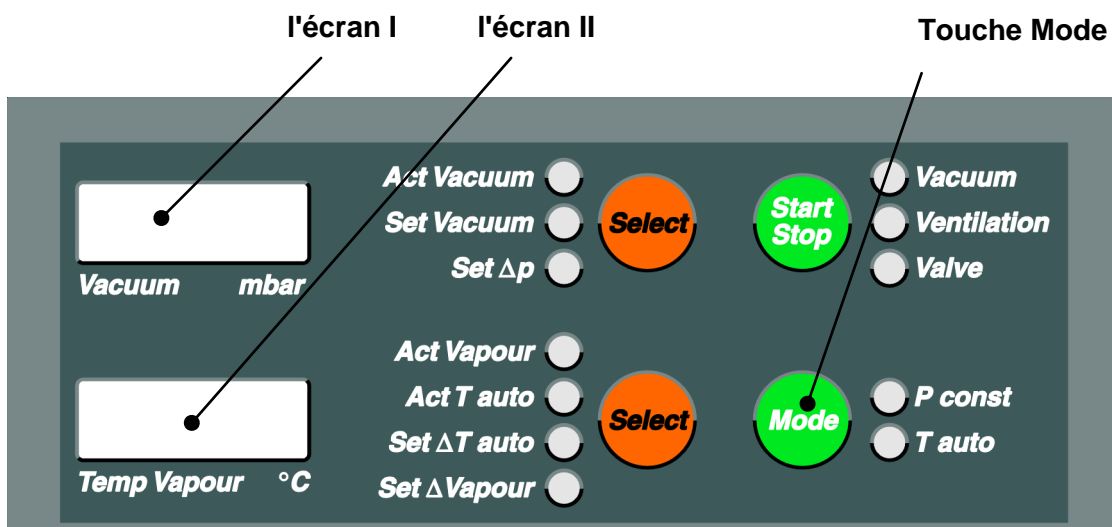 l'écran I
l'écran II
Touche Mode
Act Vacuum
Set Vacuum
Set Δp
Select
Start
Stop
Vacuum
Ventilation
Valve
Vacuum mbar
Act Vapour
Act T auto
Set ΔT auto
Set ΔVapour
Select
Mode
P const
T auto
Temp Vapour °C